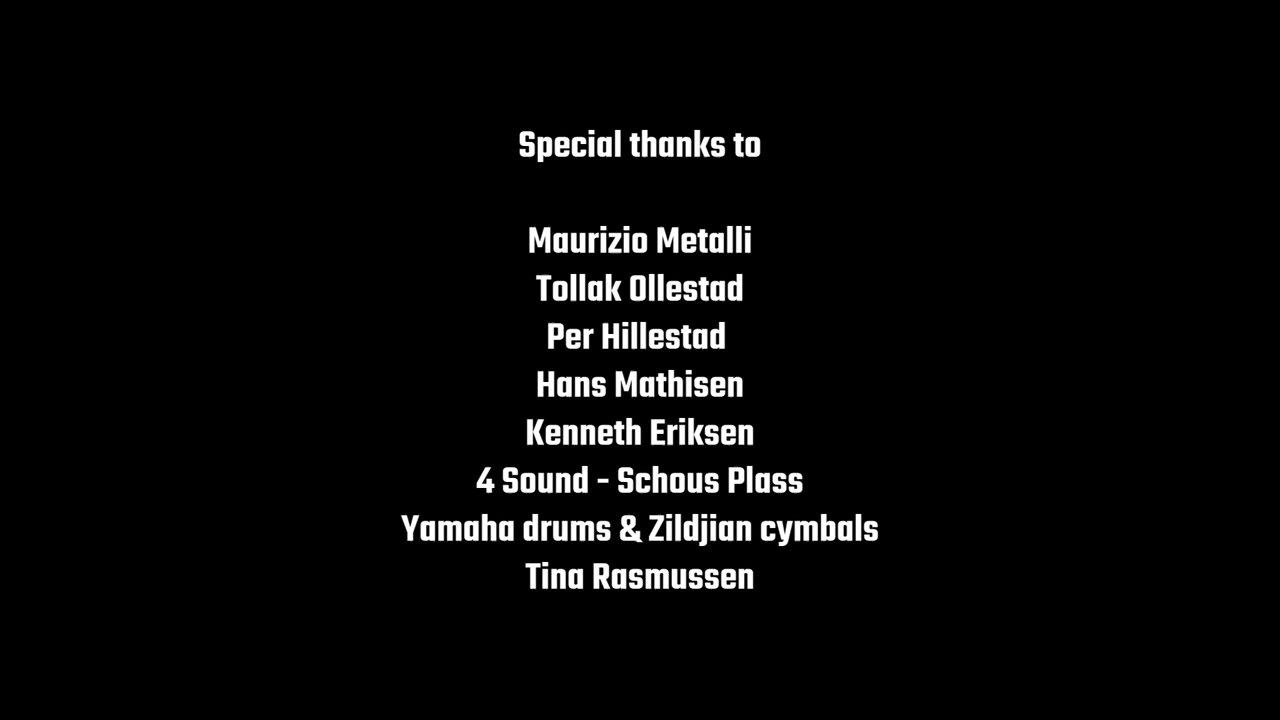 Special thanks to
Maurizio Metalli
Tollak Ollestad
Per Hillestad
Hans Mathisen
Kenneth Eriksen
4 Sound - Schous Plass
Yamaha drums & Zildjian cymbals
Tina Rasmussen